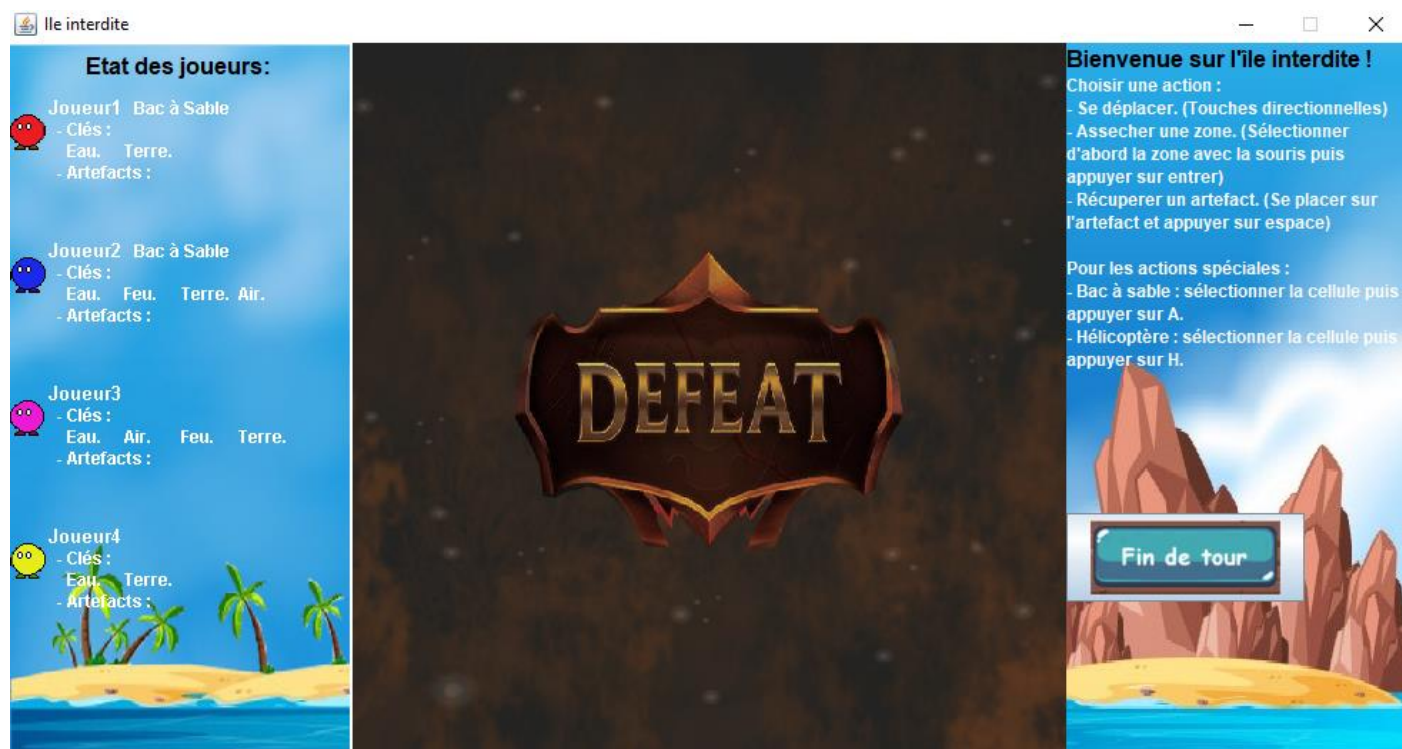 Ile interdite
Etat des joueurs:
Joueur1 Bac à Sable
- Clés :
Eau. Terre.
- Artefacts :
Joueur2 Bac à Sable
- Clés :
Eau. Feu. Terre. Air.
- Artefacts :
Joueur3
- Clés :
Eau. Air. Feu. Terre.
- Artefacts :
Joueur4
- Clés :
Eau. Terre.
- Artefacts :
DEFEAT
Bienvenue sur l'île interdite !
Choisir une action :
- Se déplacer. (Touches directionnelles)
- Assecher une zone. (Sélectionner
d'abord la zone avec la souris puis
appuyer sur entrer)
- Récuperer un artefact. (Se placer sur
l'artefact et appuyer sur espace)
Pour les actions spéciales :
- Bac à sable : sélectionner la cellule puis
appuyer sur A.
- Hélicoptère : sélectionner la cellule puis
appuyer sur H.
Fin de tour